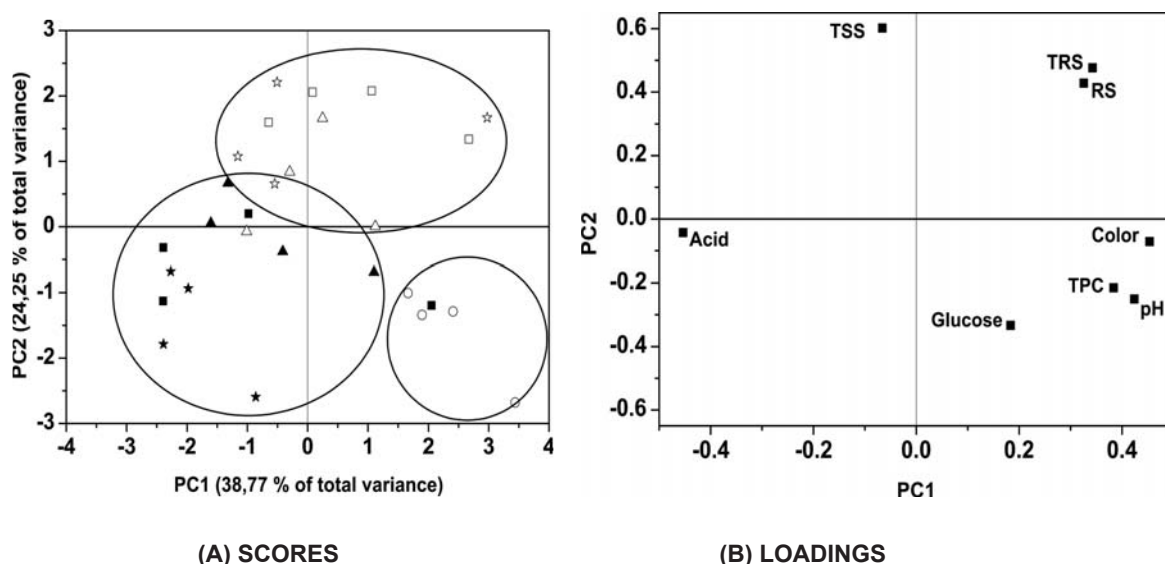 3
2
1
0
-1
-2
-3
PC2 (24,25 % of total variance)
-4 -3 -2 -1 0 1 2 3 4
PC1 (38,77 % of total variance)
(A) SCORES
0.6
0.4
0.2
0.0
-0.2
-0.4
-0.6
PC2
TSS
TRS
RS
Acid
Color
TPC
pH
Glucose
-0.4 -0.2 0.0 0.2 0.4
PC1
(B) LOADINGS